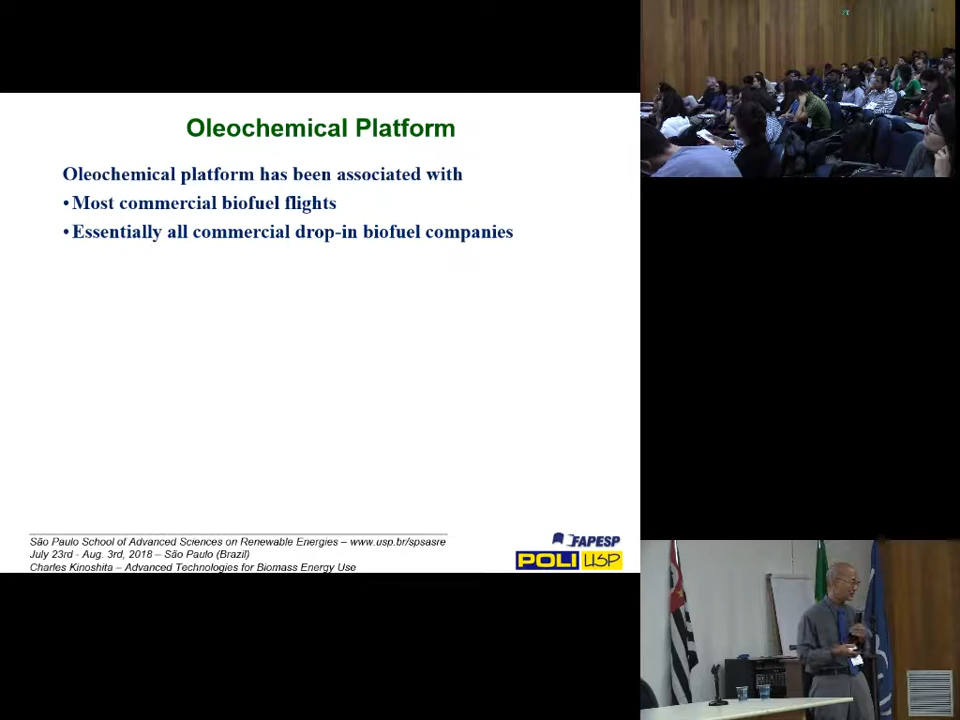 Oleochemical Platform
Oleochemical platform has been associated with
•Most commercial biofuel flights
•Essentially all commercial drop-in biofuel companies
São Paulo School of Advanced Sciences on Renewable Energies – www.usp.br/spsasre
July 23rd - Aug. 3rd, 2018 – São Paulo (Brazil)
Charles Kinoshita – Advanced Technologies for Biomass Energy Use
FAPESP
POLI USP